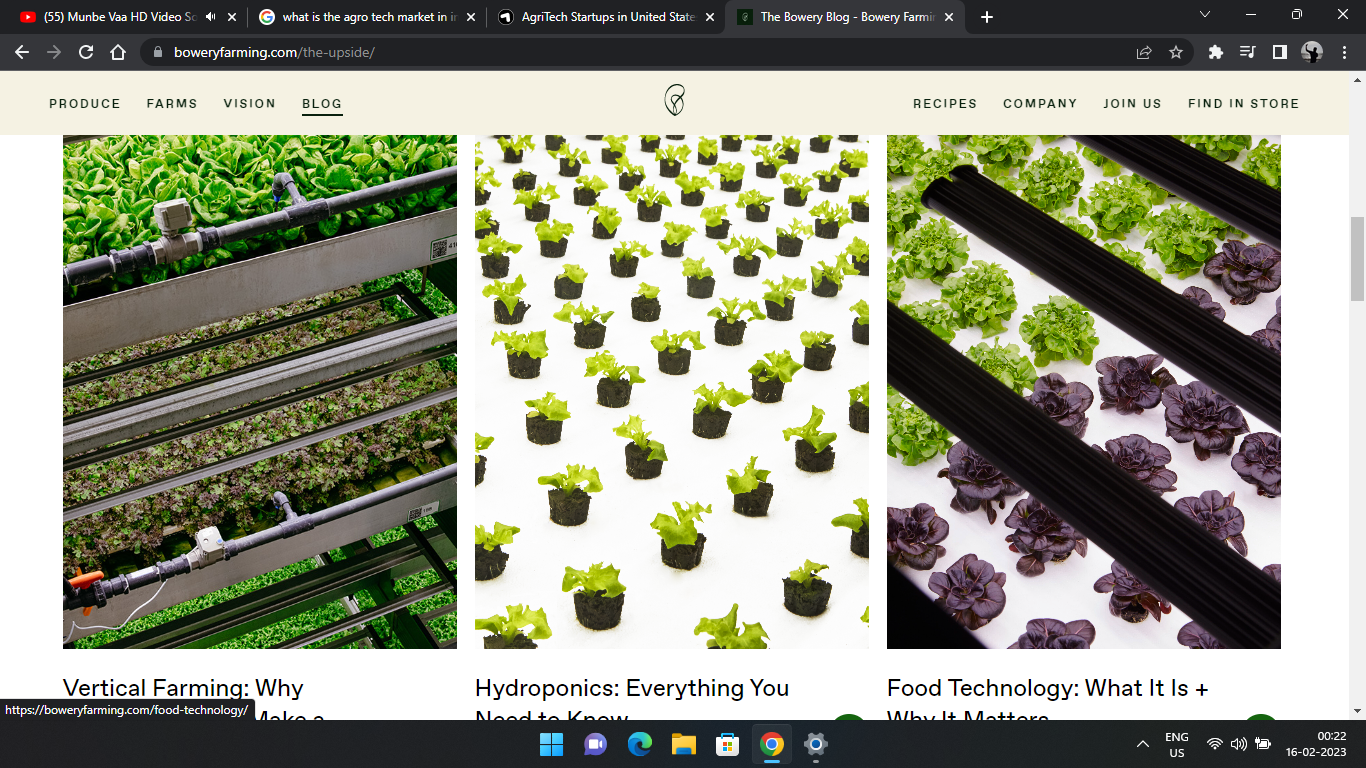 (55) Munbe Vaa HD Video So
what is the agro tech market in in
AgriTech Startups in United State
The Bowery Blog - Bowery Farmin
boweryfarming.com/the-upside/
PRODUCE FARMS VISION BLOG RECIPES COMPANY JOIN US FIND IN STORE
Vertical Farming: Why
Make a
Hydroponics: Everything You
Need to Know
Food Technology: What It Is +
Why It Matters
https://boweryfarming.com/food-technology/
ENG
US
00:22
16-02-2023